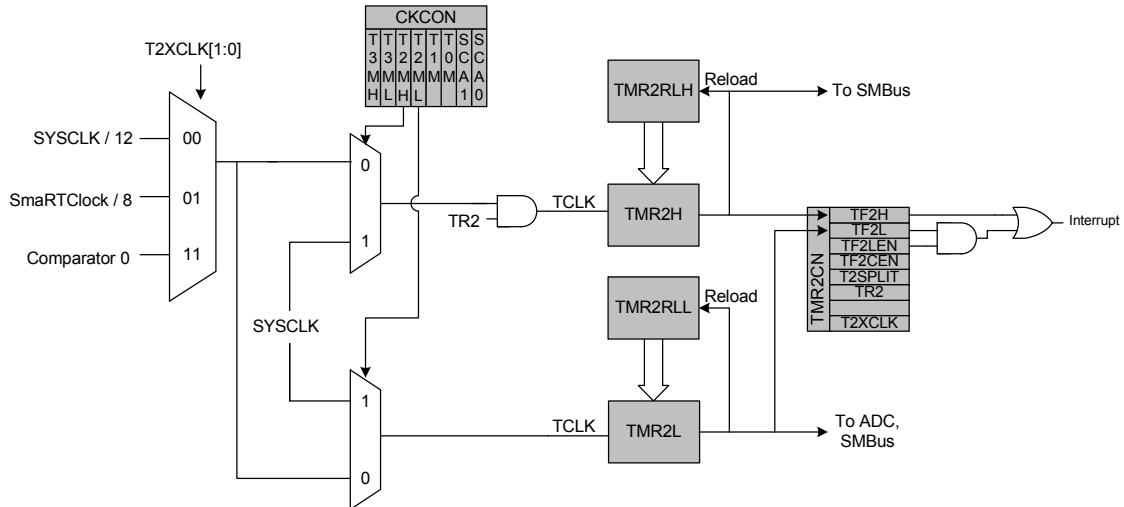 CKCON
T3MH
T3ML
T2MH
T2ML
T1M
T0M
SCA1
SCA0
T2XCLK[1:0]
SYSCLK / 12
00
SmaRTClock / 8
01
Comparator 0
11
0
1
SYSCLK
1
0
TR2
TCLK
TMR2RLH
Reload
To SMBus
TMR2H
TMR2RLL
Reload
TCLK
TMR2L
To ADC,
SMBus
TMR2CN
TF2H
TF2L
TF2LEN
TF2CEN
T2SPLIT
TR2
T2XCLK
Interrupt